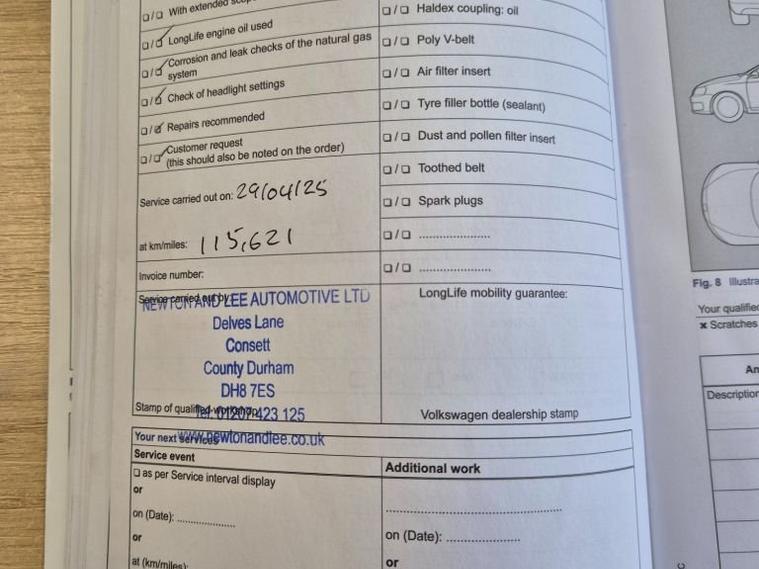 With extended
LongLife engine oil used
Corrosion and leak checks of the natural gas
system
Check of headlight settings
Repairs recommended
Customer request
(this should also be noted on the order)
Service carried out on: 29/04/25
at km/miles: 115,621
Invoice number:
Service carried out by
NEWTON AND LEE AUTOMOTIVE LTD
Delves Lane
Consett
County Durham
DH8 7ES
Stamp of qualified workshop
Tel: 01207 423 125
Your next services
www.newtonandlee.co.uk
Service event
as per Service interval display
or
on (Date): ..................
or
at (km/miles):
Haldex coupling: oil
Poly V-belt
Air filter insert
Tyre filler bottle (sealant)
Dust and pollen filter insert
Toothed belt
Spark plugs
LongLife mobility guarantee:
Volkswagen dealership stamp
Additional work
on (Date): ......................
or
Fig. 8 Illustra
Your qualified
× Scratches
An
Description